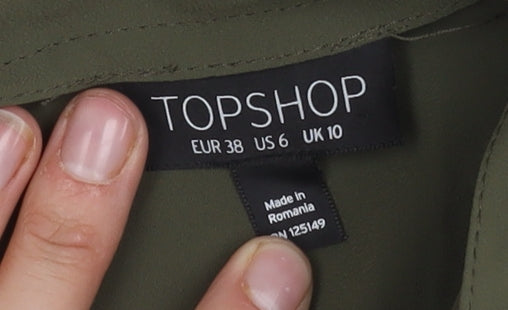 TOPSHOP
EUR 38 US 6 UK 10
Made in
Romania
125149